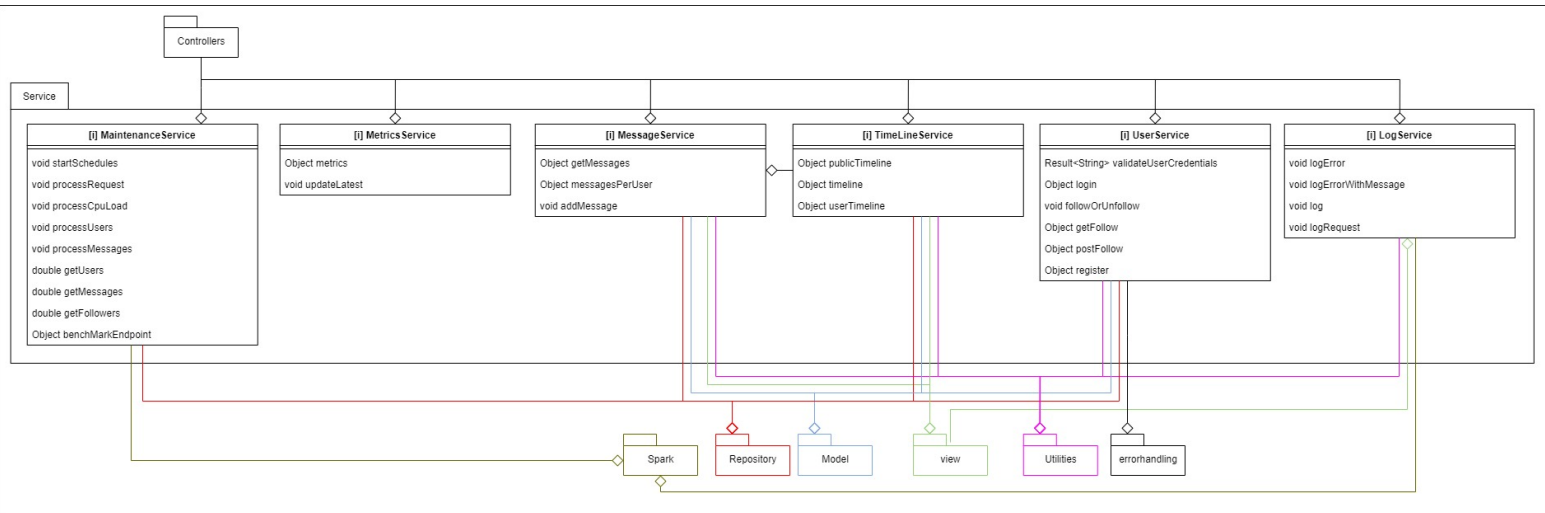 Controllers
Service
[i] MaintenanceService
void startSchedules
void processRequest
void processCpuLoad
void processUsers
void processMessages
double getUsers
double getMessages
double getFollowers
Object benchMarkEndpoint
[i] MetricsService
Object metrics
void updateLatest
[i] MessageService
Object getMessages
Object messagesPerUser
void addMessage
[i] TimeLineService
Object publicTimeline
Object timeline
Object userTimeline
[i] UserService
Result<String> validateUserCredentials
Object login
void followOrUnfollow
Object getFollow
Object postFollow
Object register
[i] LogService
void logError
void logErrorWithMessage
void log
void logRequest
Spark
Repository
Model
view
Utilities
errorhandling